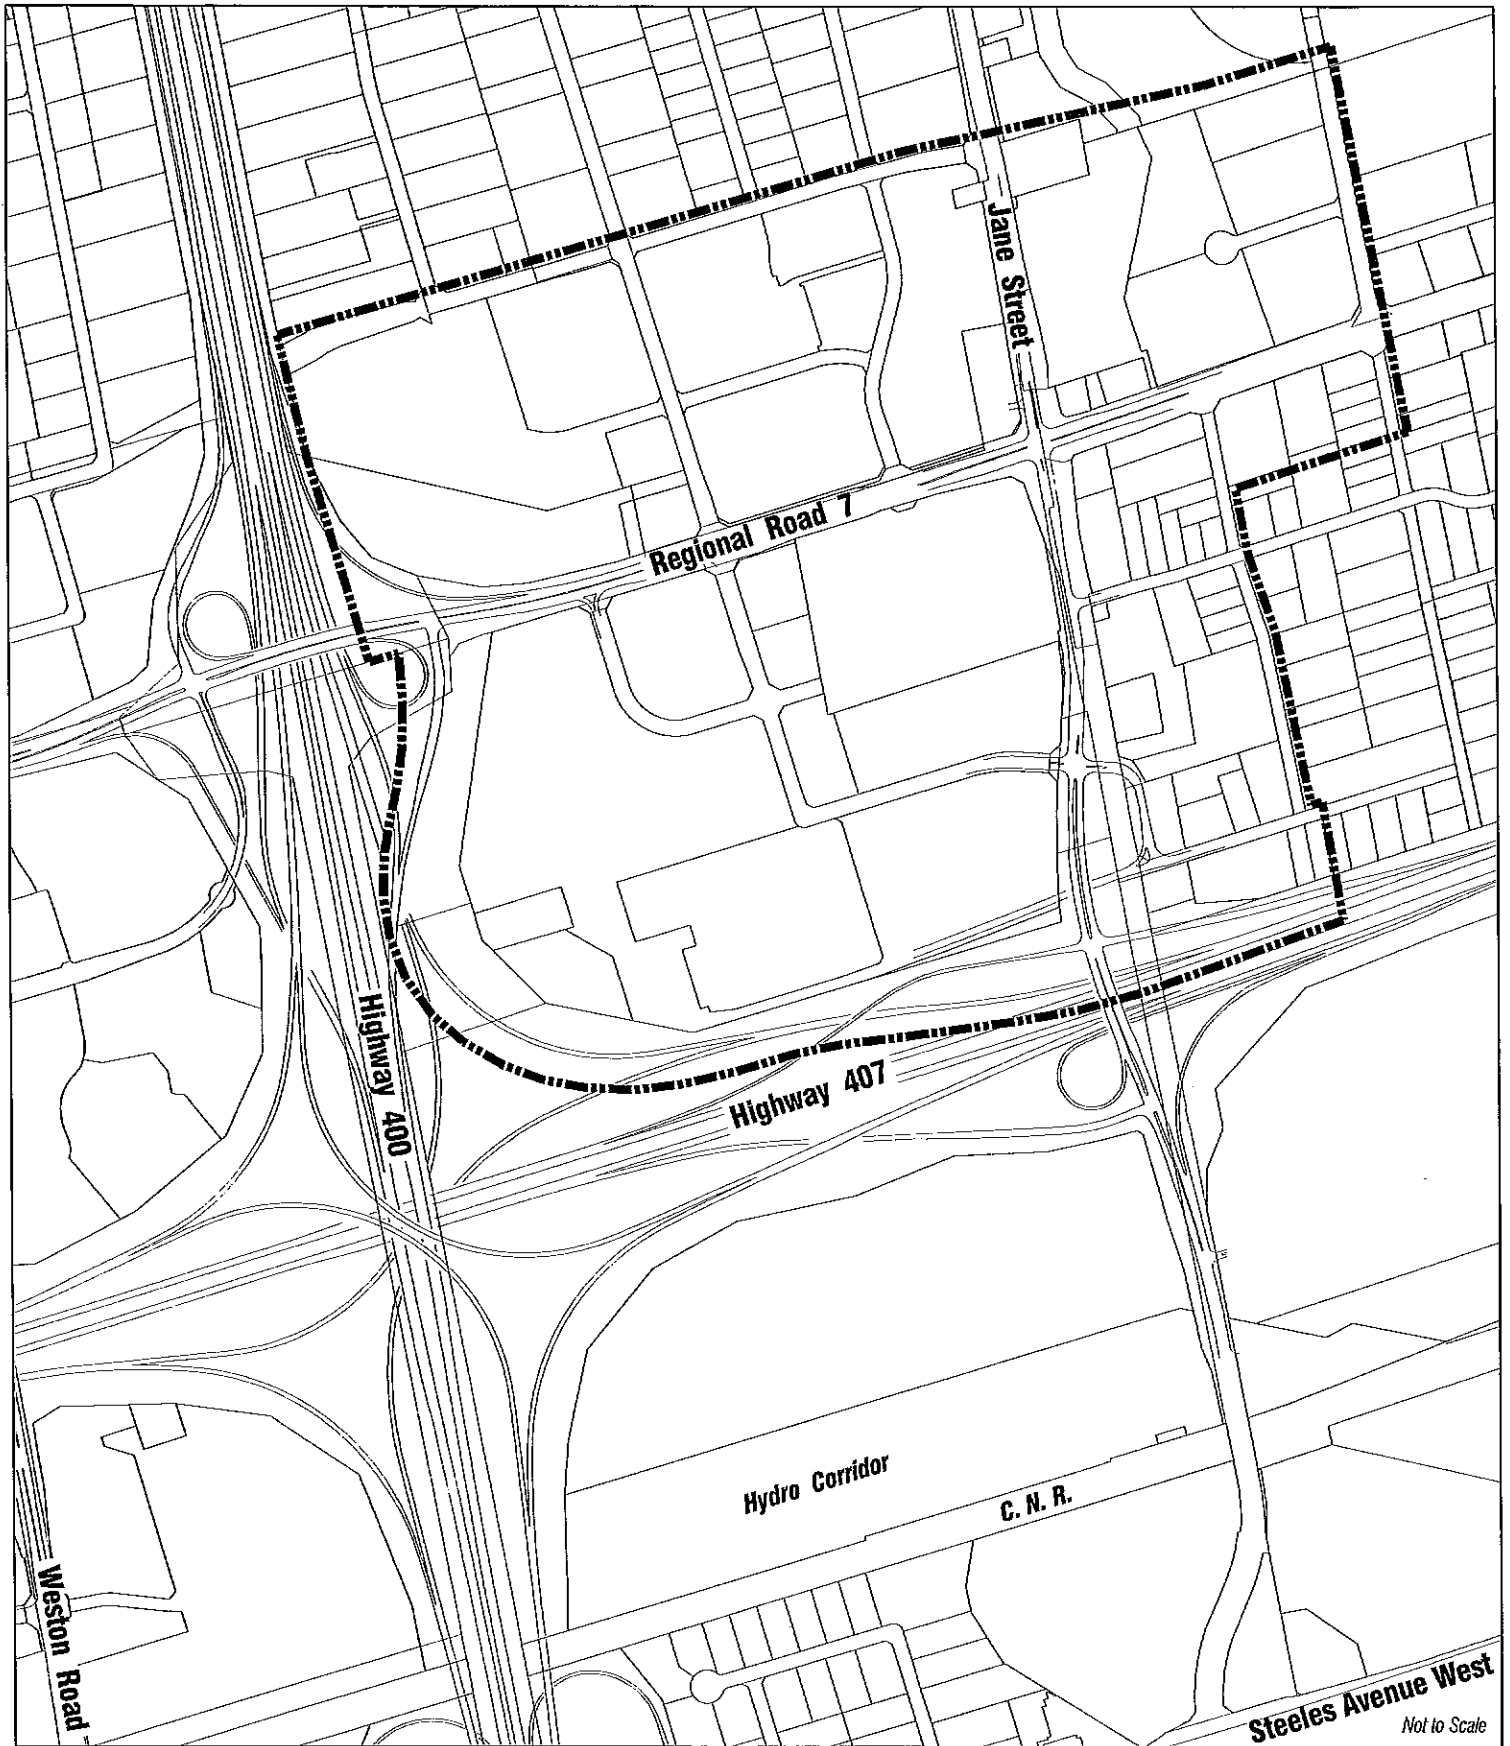 Jane Street
Regional Road 7
Highway 400
Highway 407
Hydro Corridor
C. N. R.
Weston Road
Steeles Avenue West
Not to Scale